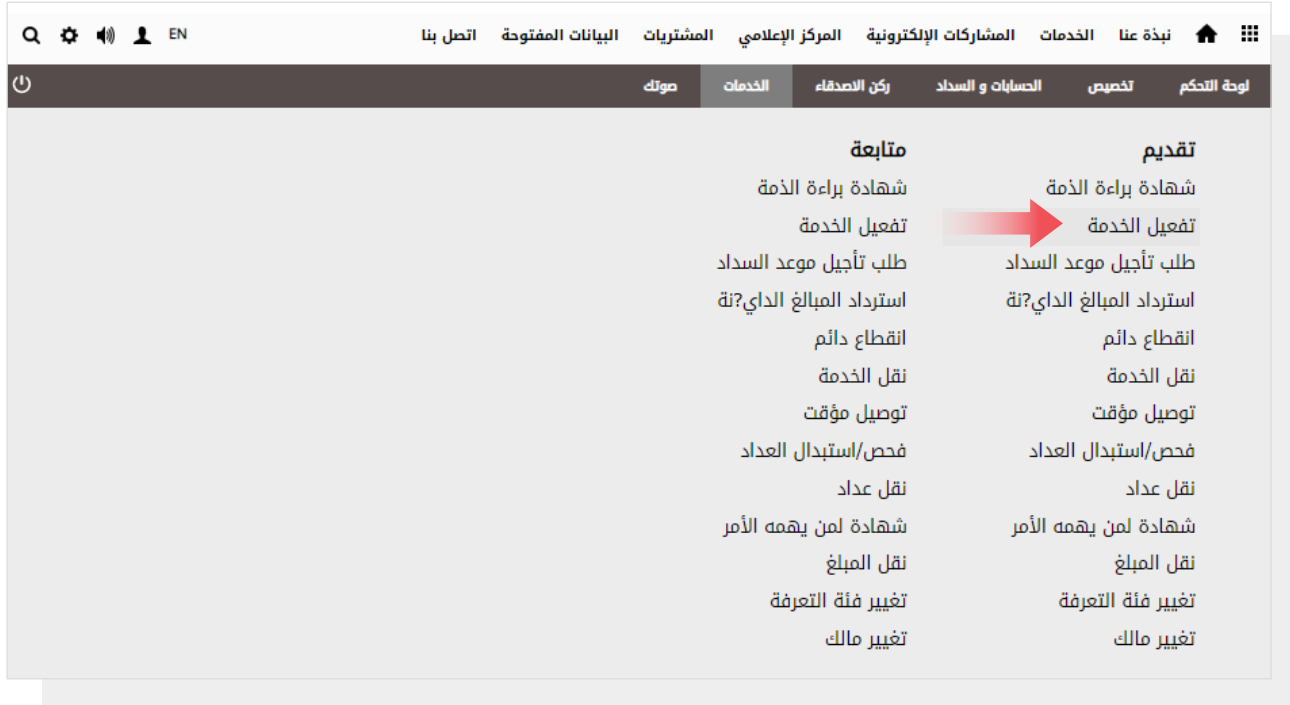 نبذة عنا الخدمات المشاركات الإلكترونية المركز الإعلامي المشتريات البيانات المفتوحة اتصل بنا EN
لوحة التحكم تخصيص الحسابات و السداد ركن الاصدقاء الخدمات صوتك
تقديم
شهادة براءة الذمة
تفعيل الخدمة
طلب تأجيل موعد السداد
استرداد المبالغ الداي?نة
انقطاع دائم
نقل الخدمة
توصيل مؤقت
فحص/استبدال العداد
نقل عداد
شهادة لمن يهمه الأمر
نقل المبلغ
تغيير فئة التعرفة
تغيير مالك
متابعة
شهادة براءة الذمة
تفعيل الخدمة
طلب تأجيل موعد السداد
استرداد المبالغ الداي?نة
انقطاع دائم
نقل الخدمة
توصيل مؤقت
فحص/استبدال العداد
نقل عداد
شهادة لمن يهمه الأمر
نقل المبلغ
تغيير فئة التعرفة
تغيير مالك